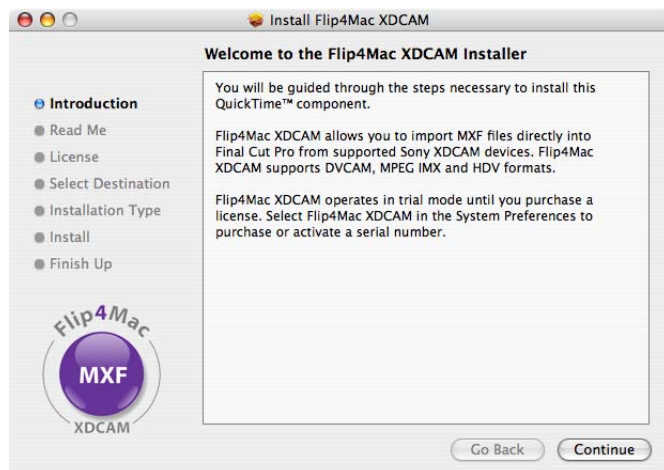 Install Flip4Mac XDCAM
Welcome to the Flip4Mac XDCAM Installer
Introduction
Read Me
License
Select Destination
Installation Type
Install
Finish Up
You will be guided through the steps necessary to install this
QuickTime™ component.
Flip4Mac XDCAM allows you to import MXF files directly into
Final Cut Pro from supported Sony XDCAM devices. Flip4Mac
XDCAM supports DVCAM, MPEG IMX and HDV formats.
Flip4Mac XDCAM operates in trial mode until you purchase a
license. Select Flip4Mac XDCAM in the System Preferences to
purchase or activate a serial number.
Flip4Mac
MXF
XDCAM
Go Back
Continue